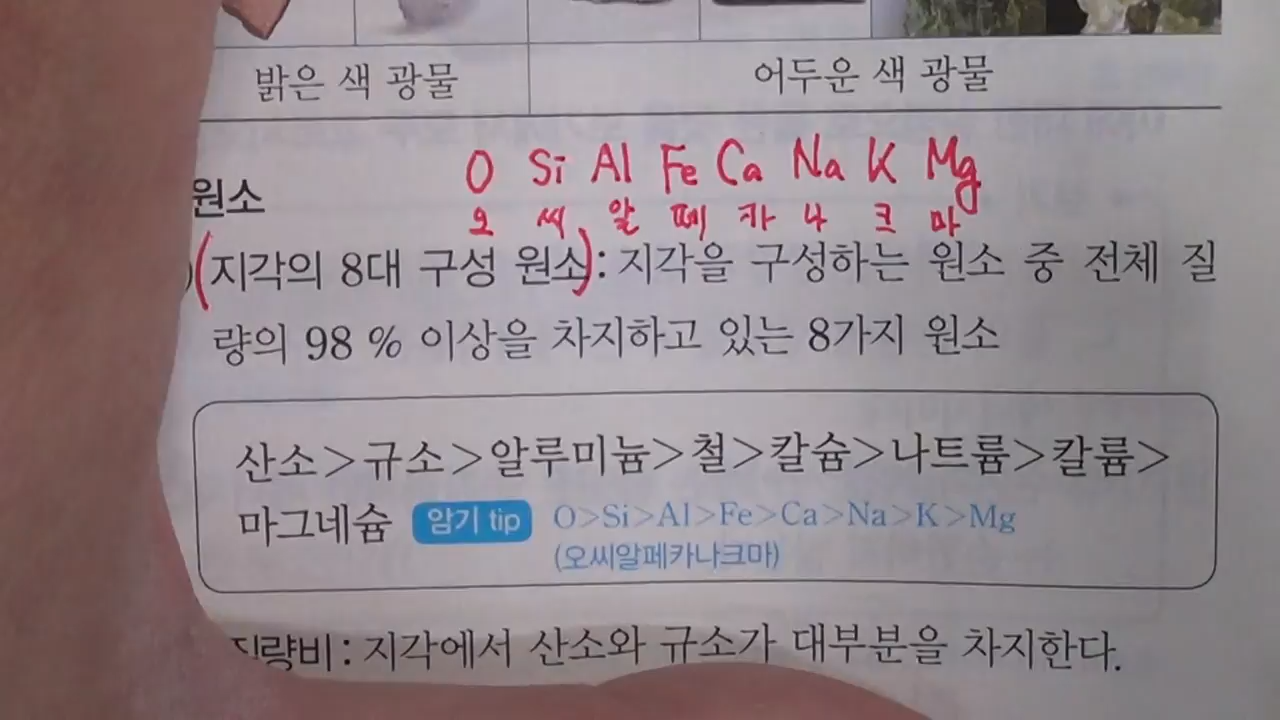 밝은 색 광물 어두운 색 광물
O Si Al Fe Ca Na K Mg
원소
오 씨 알 페 카 나 크 마
(지각의 8대 구성 원소): 지각을 구성하는 원소 중 전체 질
량의 98 % 이상을 차지하고 있는 8가지 원소
산소>규소>알루미늄>철>칼슘>나트륨>칼륨>
마그네슘 암기 tip O>Si>Al>Fe>Ca>Na>K>Mg
(오씨알페카나크마)
질량비 : 지각에서 산소와 규소가 대부분을 차지한다.